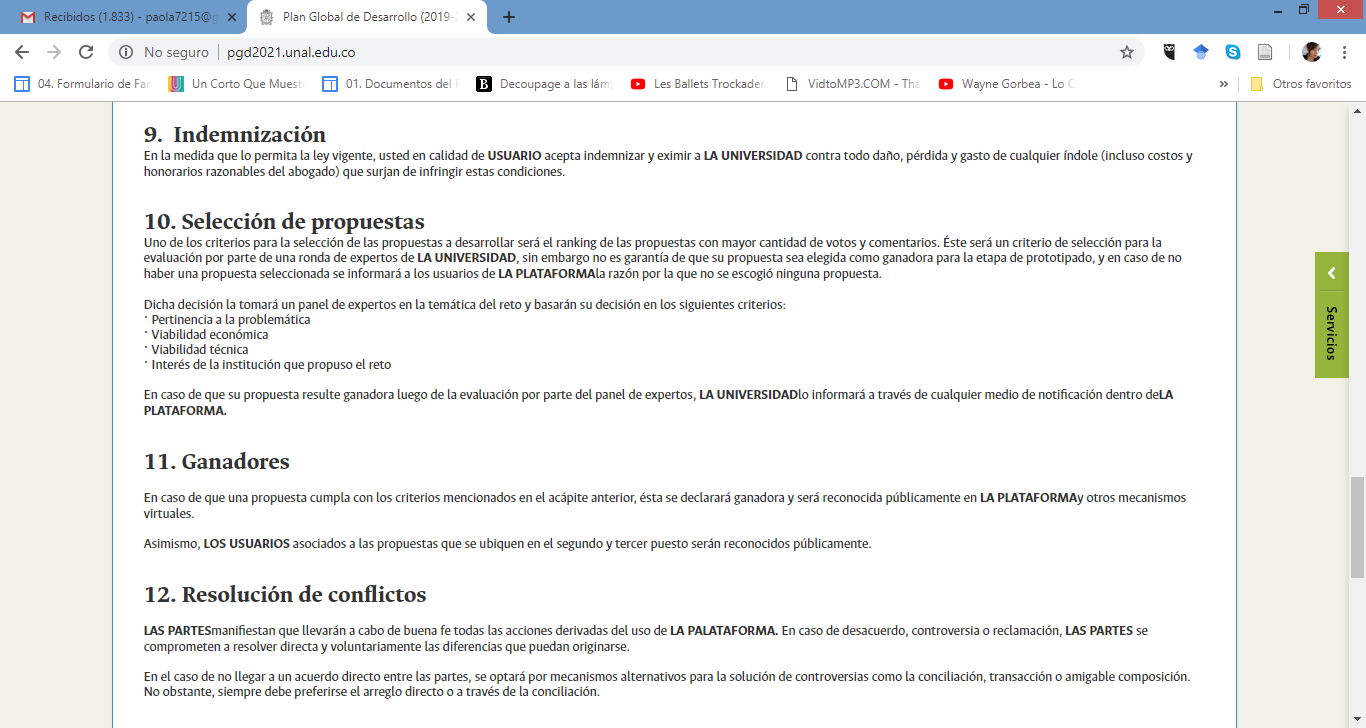 Recibidos (1.833) - paola7215@g
Plan Global de Desarrollo (2019-
No seguro
pgd2021.unal.edu.co
04. Formulario de Far
Un Corto Que Muest
01. Documentos del
Decoupage a las lám
Les Ballets Trockader
VidtoMP3.COM - Tha
Wayne Gorbea - Lo C
»
Otros favoritos
9. Indemnización
En la medida que lo permita la ley vigente, usted en calidad de USUARIO acepta indemnizar y eximir a LA UNIVERSIDAD contra todo daño, pérdida y gasto de cualquier índole (incluso costos y
honorarios razonables del abogado) que surjan de infringir estas condiciones.
10. Selección de propuestas
Uno de los criterios para la selección de las propuestas a desarrollar será el ranking de las propuestas con mayor cantidad de votos y comentarios. Éste será un criterio de selección para la
evaluación por parte de una ronda de expertos de LA UNIVERSIDAD, sin embargo no es garantía de que su propuesta sea elegida como ganadora para la etapa de prototipado, y en caso de no
haber una propuesta seleccionada se informará a los usuarios de LA PLATAFORMAla razón por la que no se escogió ninguna propuesta.
Dicha decisión la tomará un panel de expertos en la temática del reto y basarán su decisión en los siguientes criterios:
· Pertinencia a la problemática
· Viabilidad económica
· Viabilidad técnica
· Interés de la institución que propuso el reto
En caso de que su propuesta resulte ganadora luego de la evaluación por parte del panel de expertos, LA UNIVERSIDADlo informará a través de cualquier medio de notificación dentro deLA
PLATAFORMA.
11. Ganadores
En caso de que una propuesta cumpla con los criterios mencionados en el acápite anterior, ésta se declarará ganadora y será reconocida públicamente en LA PLATAFORMAy otros mecanismos
virtuales.
Asimismo, LOS USUARIOS asociados a las propuestas que se ubiquen en el segundo y tercer puesto serán reconocidos públicamente.
12. Resolución de conflictos
LAS PARTESmanifiestan que llevarán a cabo de buena fe todas las acciones derivadas del uso de LA PALATAFORMA. En caso de desacuerdo, controversia o reclamación, LAS PARTES se
comprometen a resolver directa y voluntariamente las diferencias que puedan originarse.
En el caso de no llegar a un acuerdo directo entre las partes, se optará por mecanismos alternativos para la solución de controversias como la conciliación, transacción o amigable composición.
No obstante, siempre debe preferirse el arreglo directo o a través de la conciliación.
Servicios